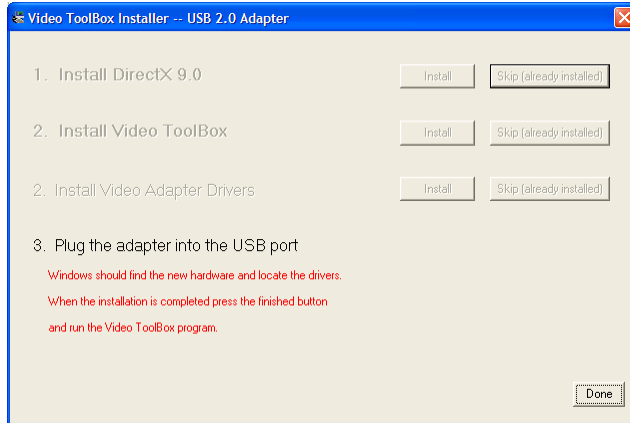 Video ToolBox Installer -- USB 2.0 Adapter
1. Install DirectX 9.0 Install Skip (already installed)
2. Install Video ToolBox Install Skip (already installed)
2. Install Video Adapter Drivers Install Skip (already installed)
3. Plug the adapter into the USB port
Windows should find the new hardware and locate the drivers.
When the installation is completed press the finished button
and run the Video ToolBox program.
Done